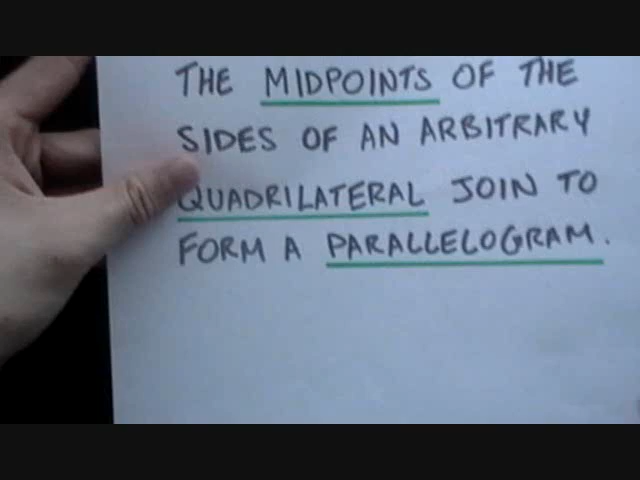 THE MIDPOINTS OF THE
SIDES OF AN ARBITRARY
QUADRILATERAL JOIN TO
FORM A PARALLELOGRAM.